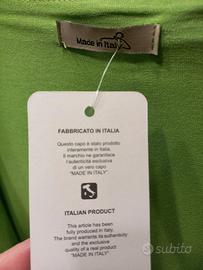 Made in Italy
FABBRICATO IN ITALIA
Questo capo è stato prodotto
interamente in Italia.
Il marchio ne garantisce
l'autenticità esclusiva
di un vero capo
"MADE IN ITALY"
ITALIAN PRODUCT
This article has been
fully produced in Italy.
The brand warrants its authenticity
and the exclusive
quality of a real product
"MADE IN ITALY"
subito